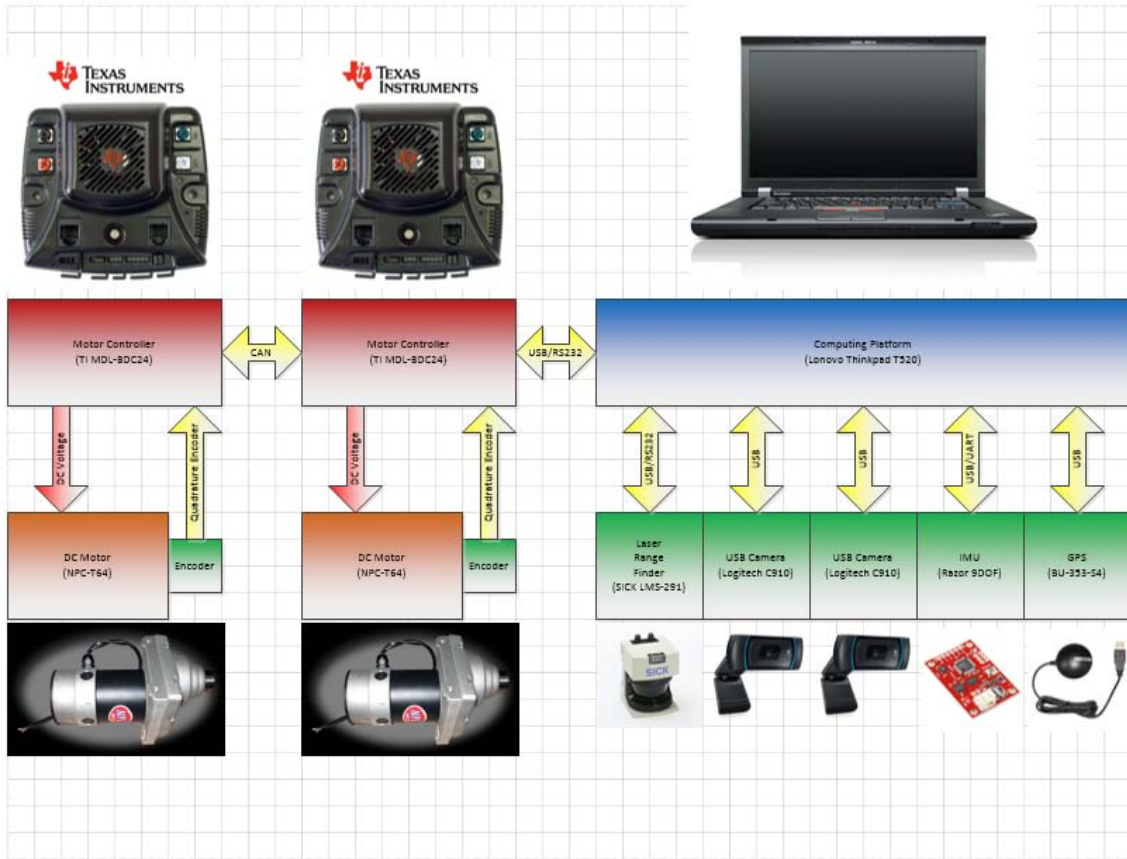 TEXAS
INSTRUMENTS
TEXAS
INSTRUMENTS
Motor Controller
(TI MDL-BDC24)
CAN
Motor Controller
(TI MDL-BDC24)
USB/RS232
Computing Platform
(Lonovo Thinkpad T520)
DC Voltage
Quadrature Encoder
DC Voltage
Quadrature Encoder
USB/RS232
USB
USB
USB/UART
USB
DC Motor
(NPC-T64)
Encoder
DC Motor
(NPC-T64)
Encoder
Laser
Range
Finder
(SICK LMS-291)
USB Camera
(Logitech C910)
USB Camera
(Logitech C910)
IMU
(Razor 9DOF)
GPS
(BU-353-S4)
SICK